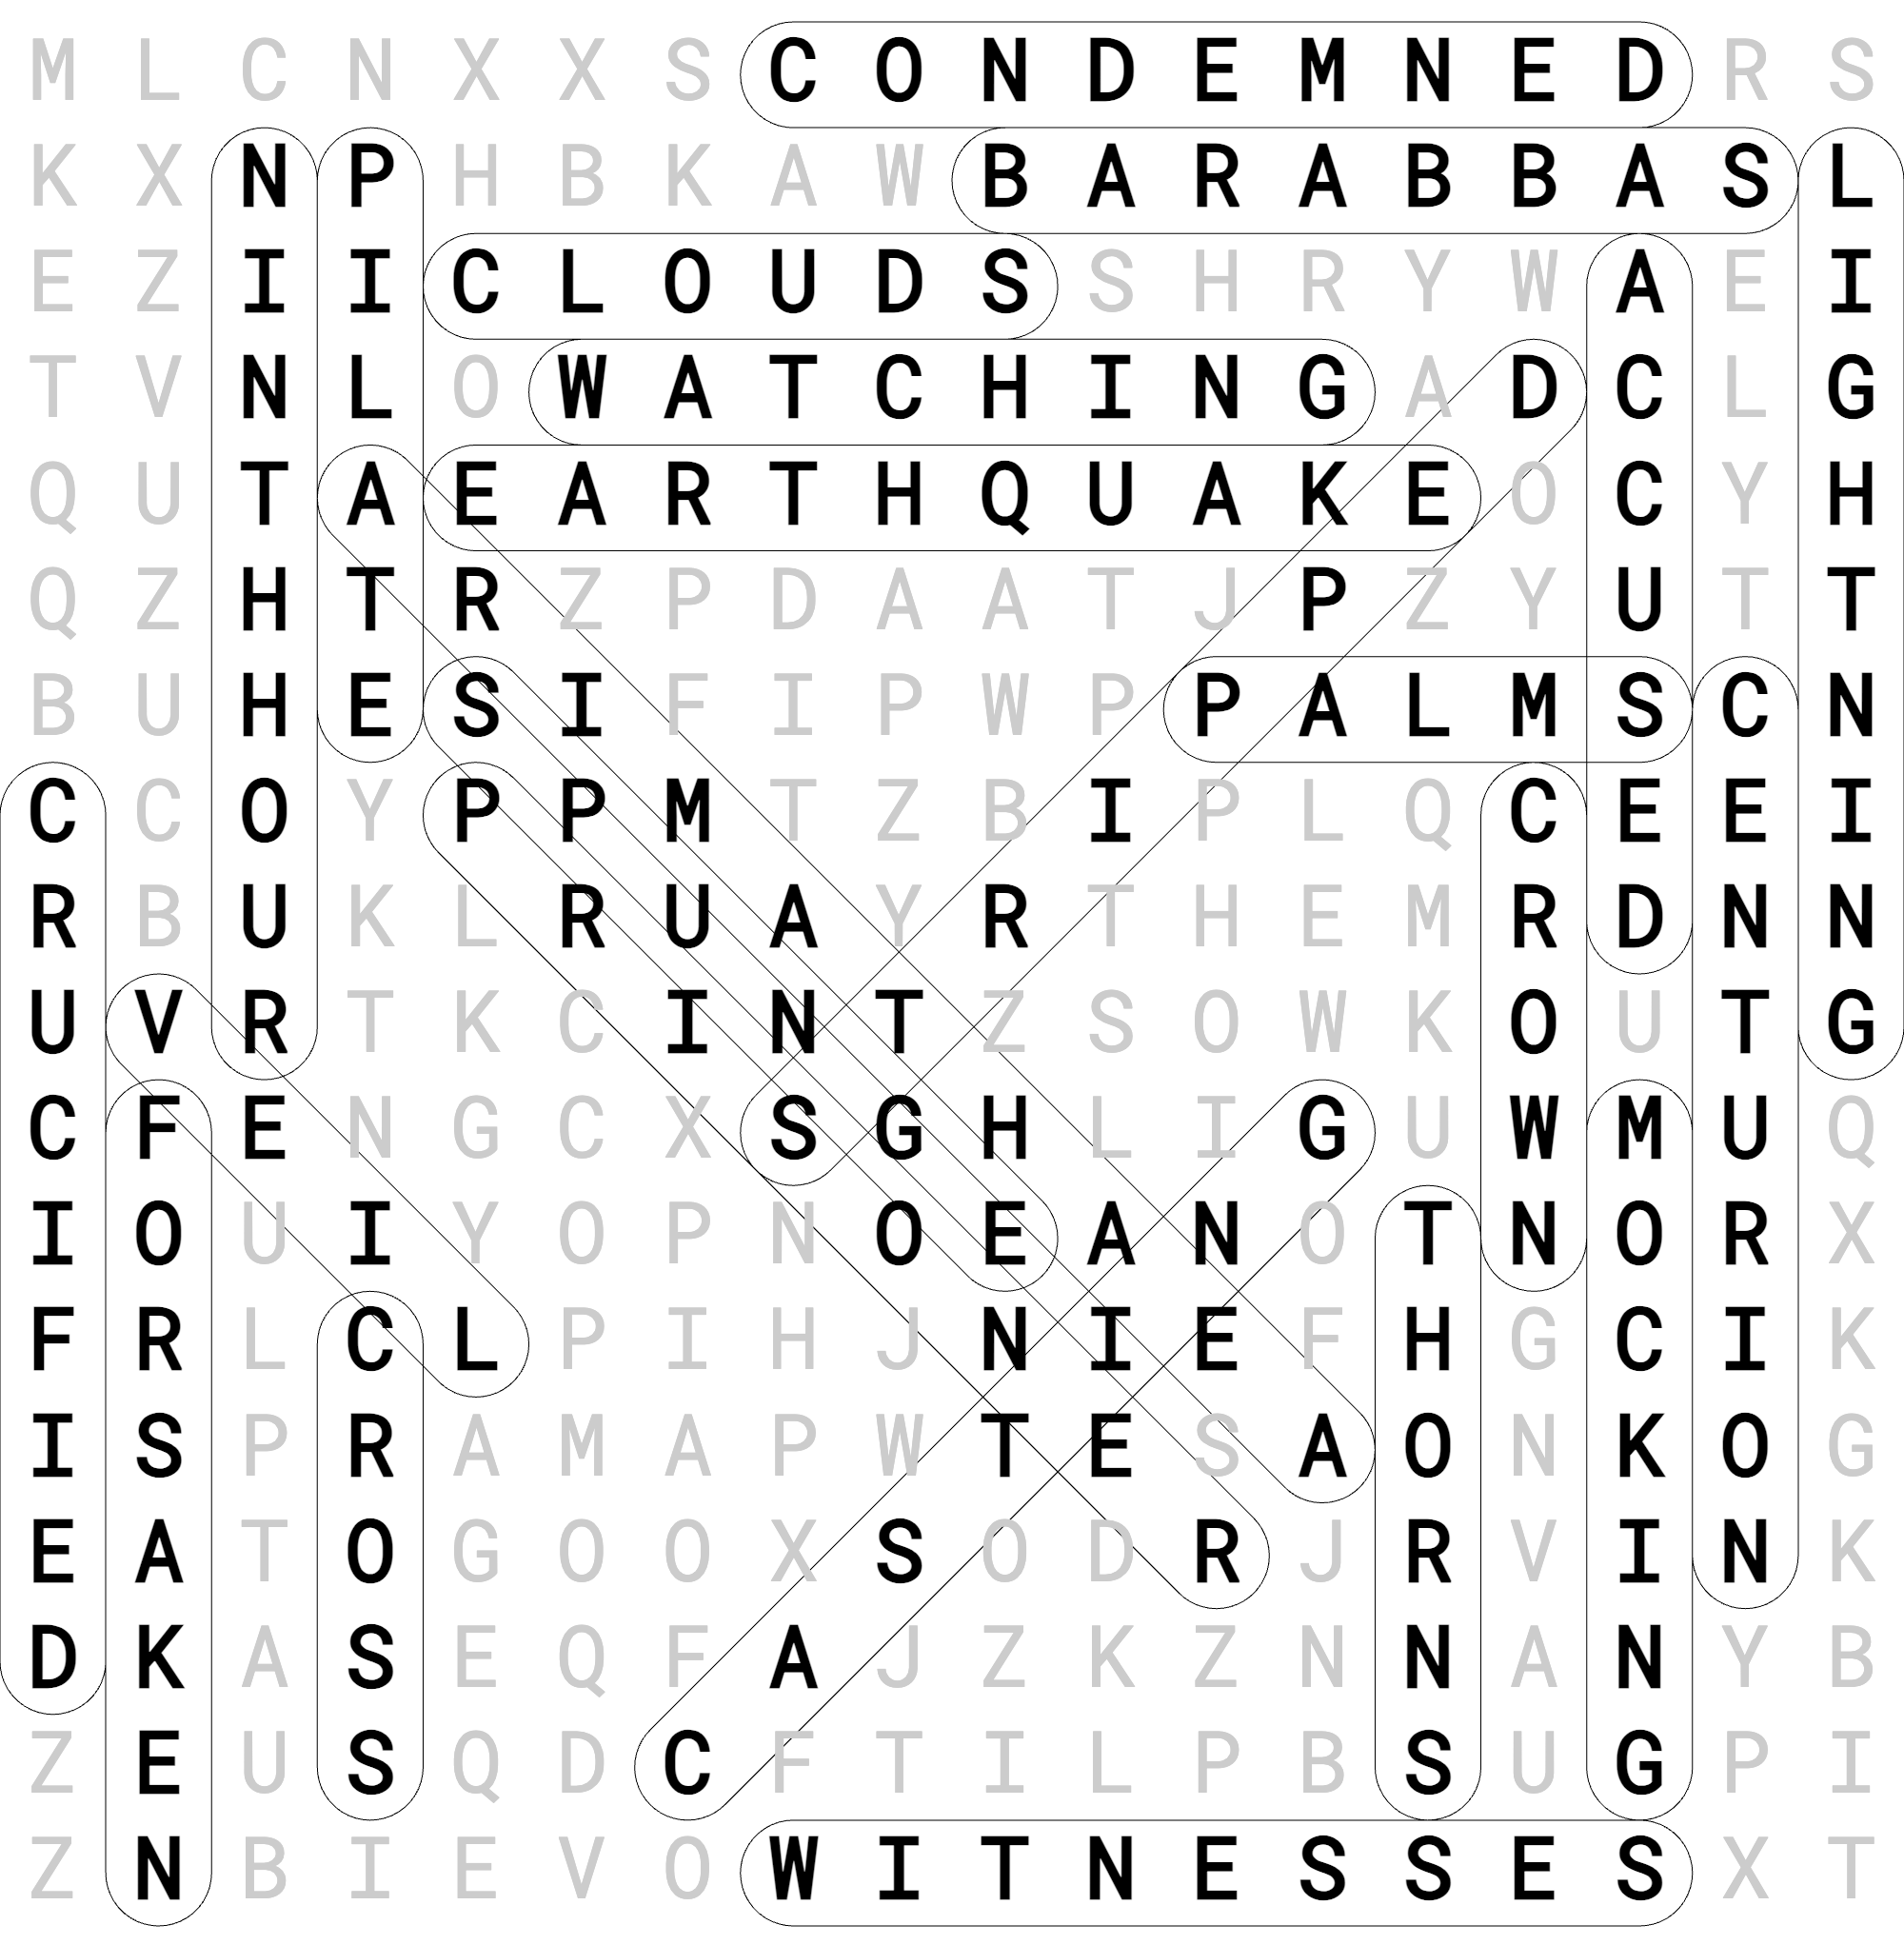 M L C N X X S C O N D E M N E D R S
K X N P H B K A W B A R A B B A S L
E Z I I C L O U D S S H R Y W A E I
T V N L O W A T C H I N G A D C L G
Q U T A E A R T H Q U A K E O C Y H
Q Z H T R Z P D A A T J P Z Y U T T
B U H E S I F I P W P P A L M S C N
C C O Y P P M T Z B I P L Q C E E I
R B U K L R U A Y R T H E M R D N N
U V R T K C I N T Z S O W K O U T G
C F E N G C X S G H L I G U W M U Q
I O U I Y O P N O E A N O T N O R X
F R L C L P I H J N I E F H G C I K
I S P R A M A P W T E S A O N K O G
E A T O G O O X S O D R J R V I N K
D K A S E Q F A J Z K Z N N A N Y B
Z E U S Q D C F T I L P B S U G P I
Z N B I E V O W I T N E S S E S X T